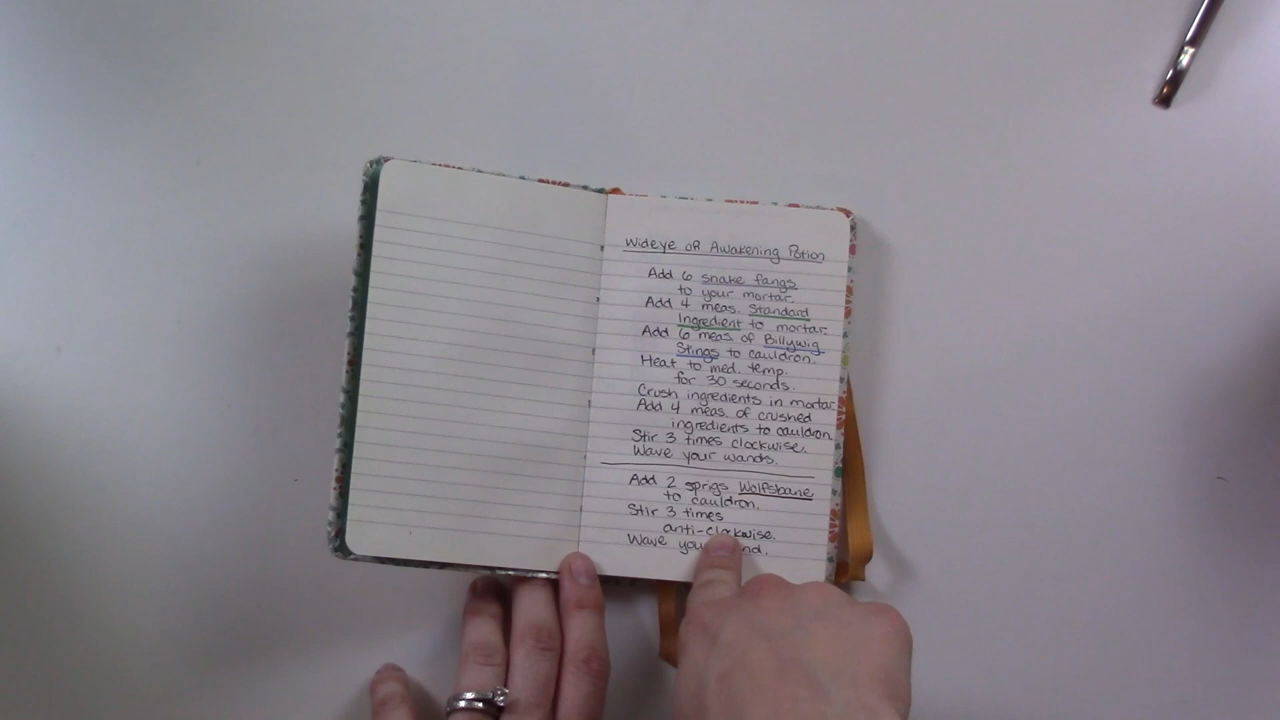 Wideye or Awakening Potion
Add 6 snake fangs
to your mortar.
Add 4 meas. Standard
Ingredient to mortar.
Add 6 meas of Billywig
Stings to cauldron.
Heat to med. temp.
for 30 seconds.
Crush ingredients in mortar.
Add 4 meas of crushed
ingredients to cauldron.
Stir 3 times clockwise.
Wave your wands.
Add 2 sprigs Wolfsbane
to cauldron.
Stir 3 times
anti-clockwise.
Wave